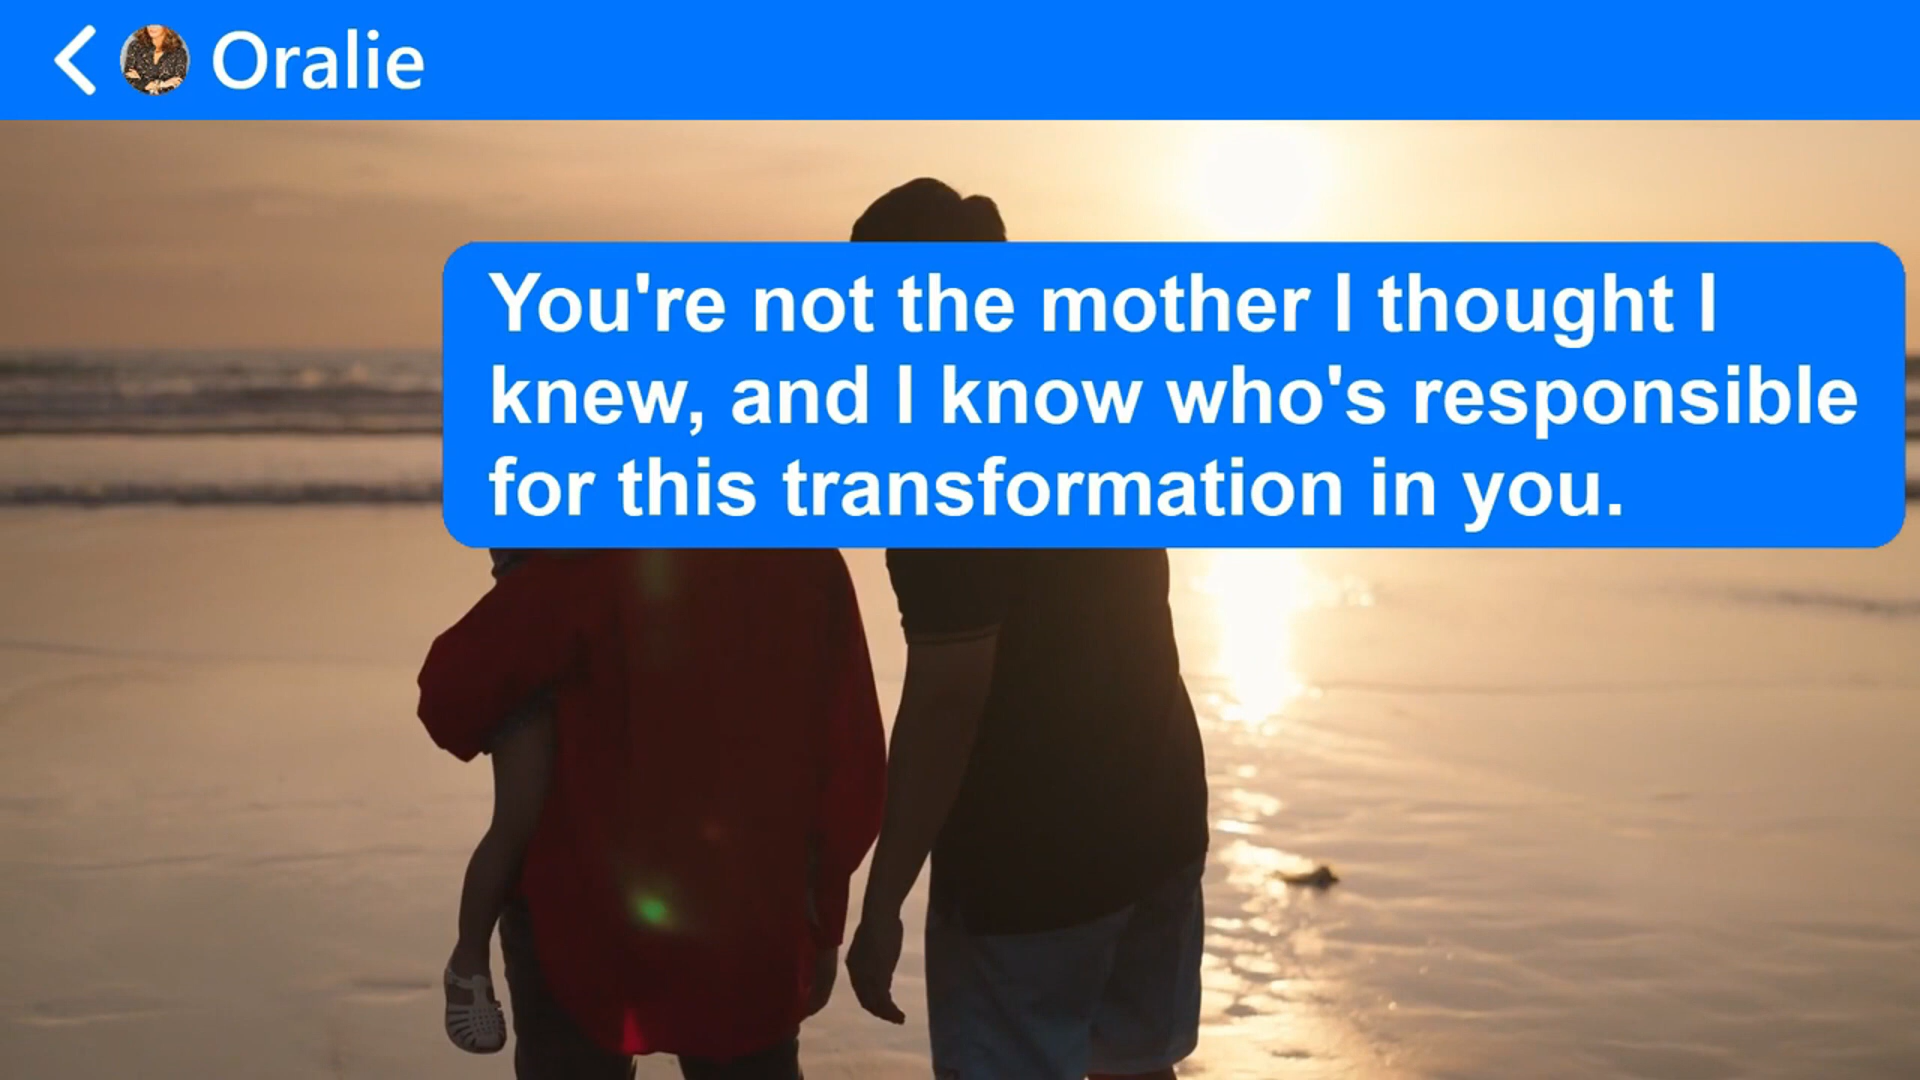 Oralie
You're not the mother I thought I
knew, and I know who's responsible
for this transformation in you.